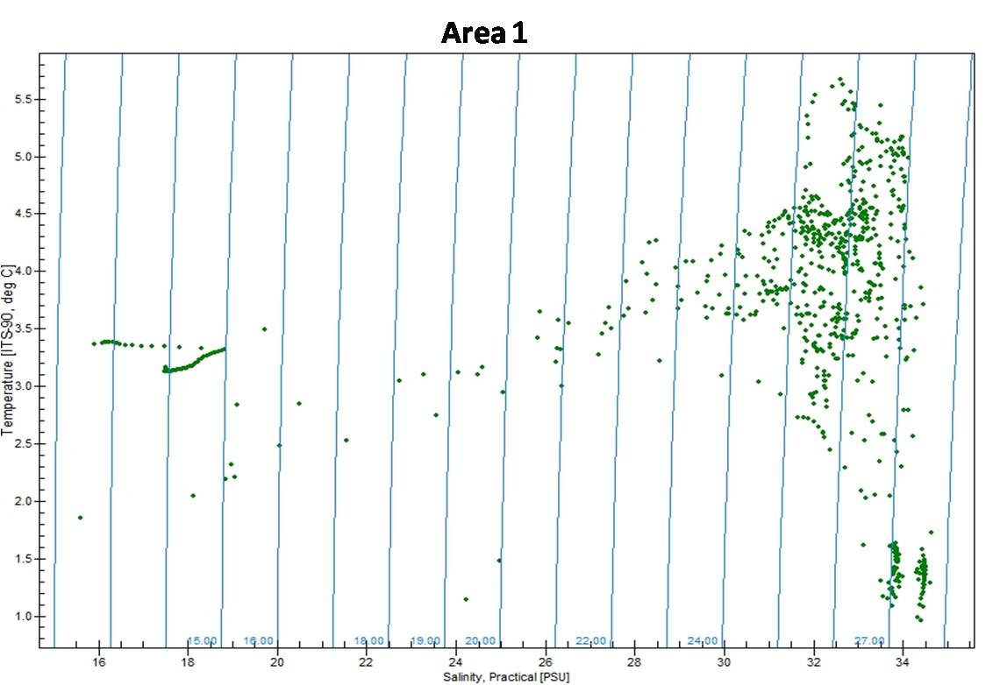 Area 1
5.5
5.0
4.5
4.0
3.5
3.0
2.5
2.0
1.5
1.0
Temperature [ITS-90, deg C]
15.00 16.00 18.00 19.00 20.00 22.00 24.00 27.00
16 18 20 22 24 26 28 30 32 34
Salinity, Practical [PSU]